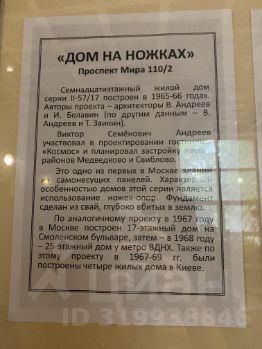 «ДОМ НА НОЖКАХ»
Проспект Мира 110/2
Семнадцатиэтажный жилой дом
серии II-57/17 построен в 1965-66 годах.
Авторы проекта – архитекторы В. Андреев
и И. Белавин (по другим данным – В.
Андреев и Т. Заикин).
Виктор Семёнович Андреев
участвовал в проектировании гостиницы
«Космос» и планировал застройку
районов Медведково и Свиблово.
Это одно из первых в Москве зданий
самонесущих панелей. Характерной
особенностью домов этой серии является
использование ножек-опор. Фундамент
сделан из свай, глубоко вбитых в землю.
По аналогичному проекту в 1967 году
в Москве построен 17-этажный дом на
Смоленском бульваре, затем – в 1968 году
– 25-этажный дом у метро ВДНХ. Также по
этому проекту в 1967-69 гг. были
построены четыре жилых дома в Киеве.